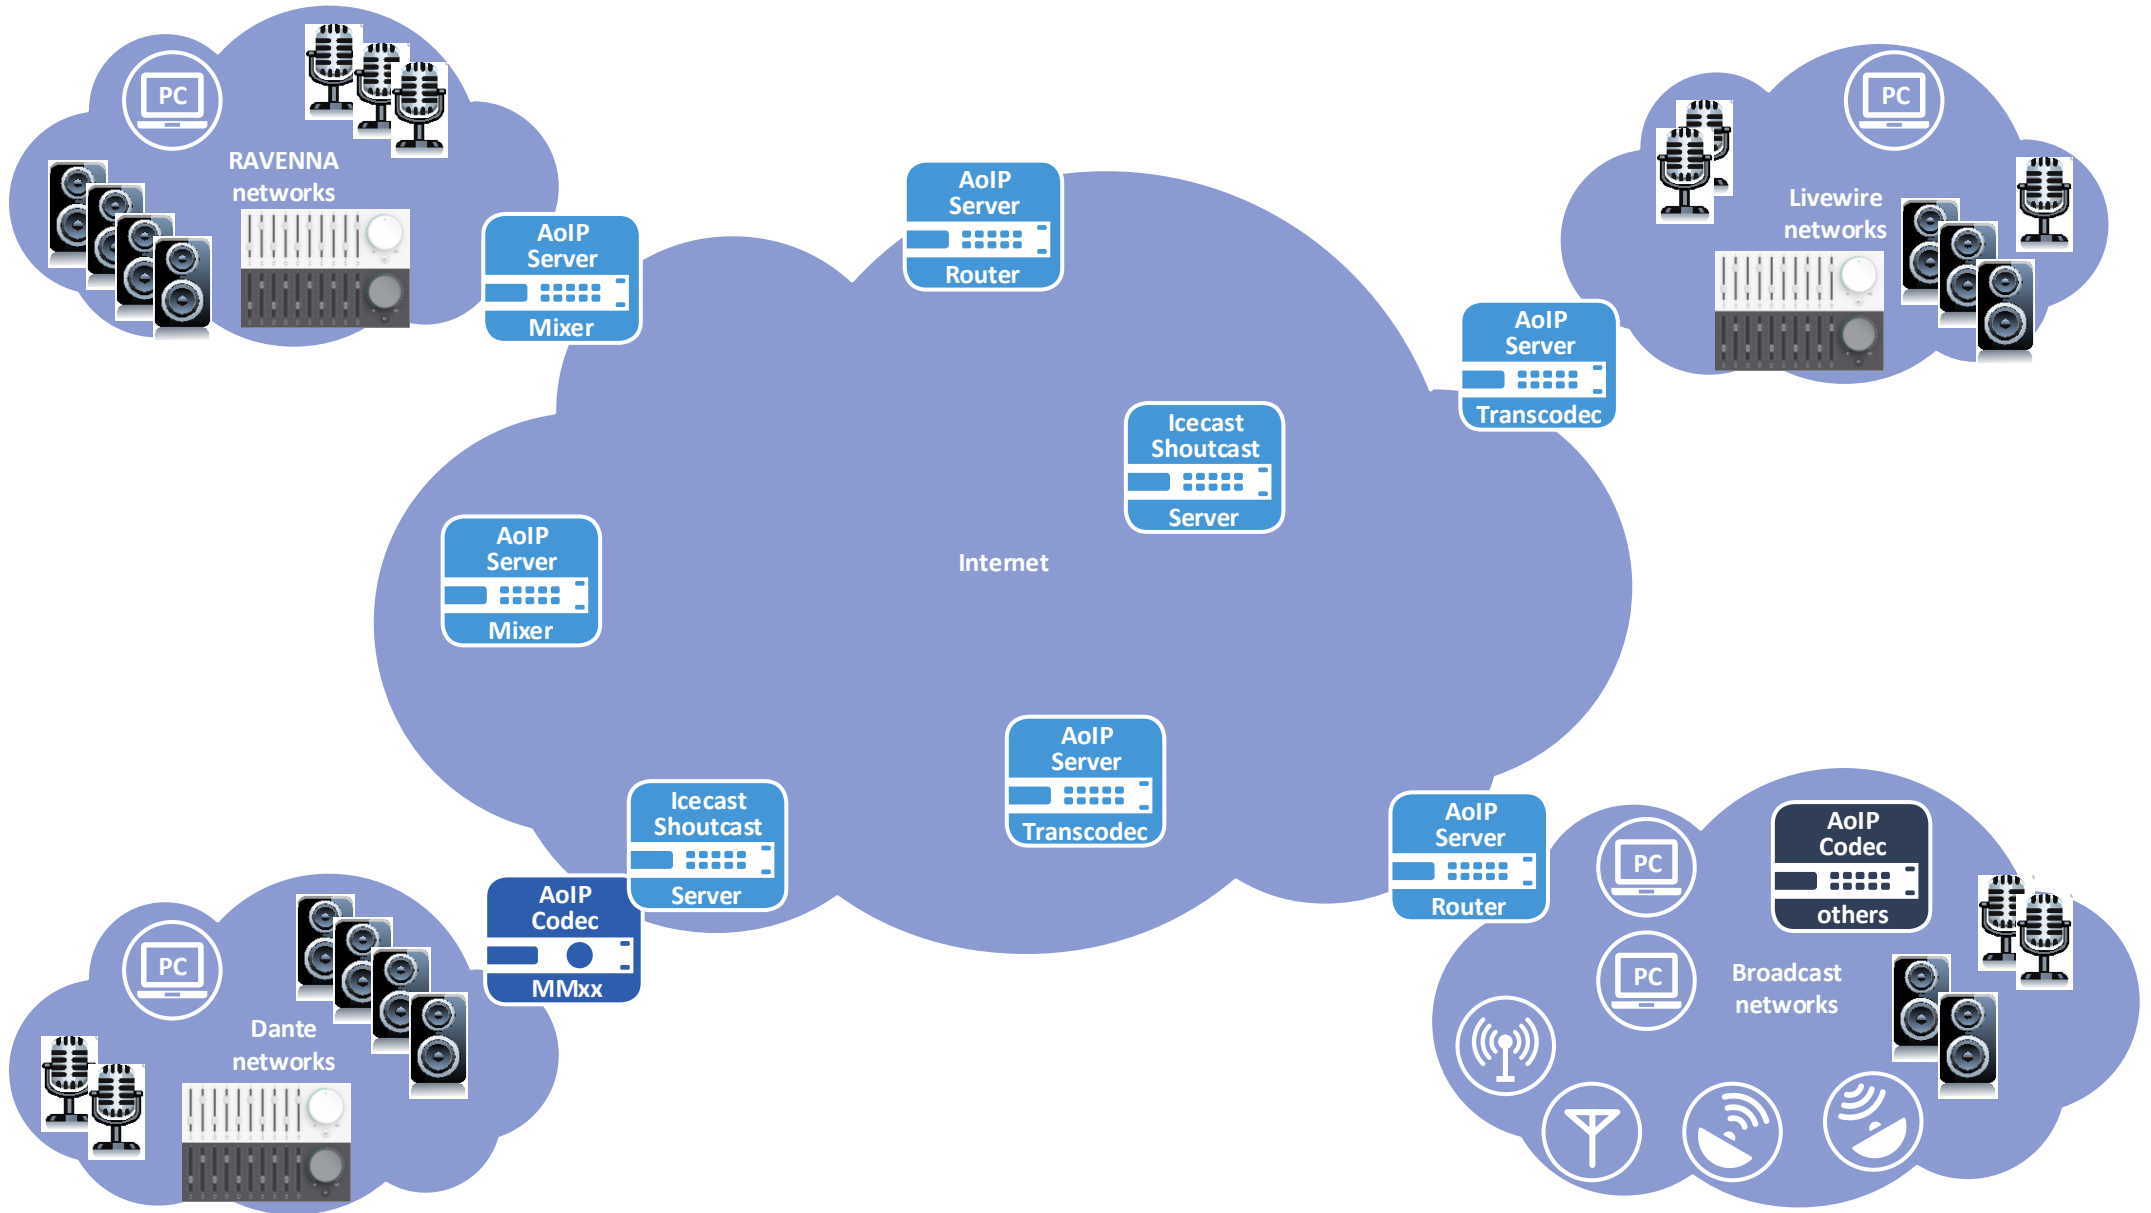 PC
RAVENNA
networks
AoIP
Server
Mixer
AoIP
Server
Router
PC
Livewire
networks
AoIP
Server
Transcodec
Icecast
Shoutcast
Server
Internet
AoIP
Server
Mixer
AoIP
Server
Transcodec
Icecast
Shoutcast
Server
AoIP
Codec
MMxx
PC
Dante
networks
AoIP
Server
Router
PC
PC
AoIP
Codec
others
Broadcast
networks